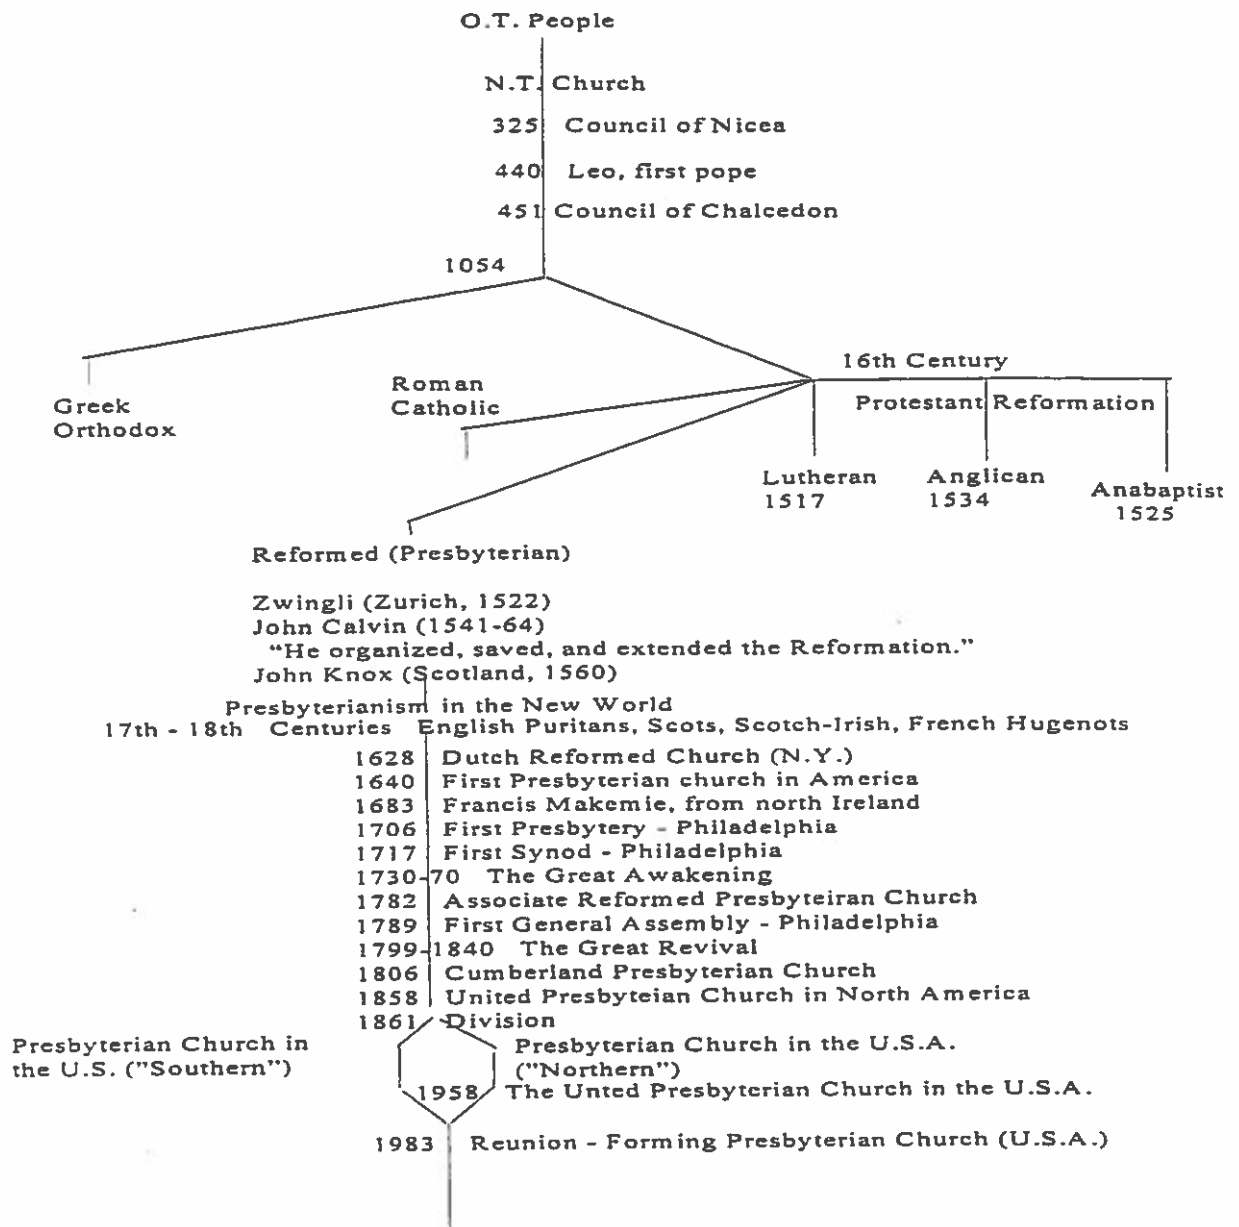 O.T. People
N.T. Church
325 Council of Nicea
440 Leo, first pope
451 Council of Chalcedon
1054
16th Century
Protestant Reformation
Greek
Orthodox
Roman
Catholic
Lutheran
1517
Anglican
1534
Anabaptist
1525
Reformed (Presbyterian)
Zwingli (Zurich, 1522)
John Calvin (1541-64)
“He organized, saved, and extended the Reformation.”
John Knox (Scotland, 1560)
Presbyterianism in the New World
17th - 18th Centuries English Puritans, Scots, Scotch-Irish, French Hugenots
1628 Dutch Reformed Church (N.Y.)
1640 First Presbyterian church in America
1683 Francis Makemie, from north Ireland
1706 First Presbytery - Philadelphia
1717 First Synod - Philadelphia
1730-70 The Great Awakening
1782 Associate Reformed Presbyteiran Church
1789 First General Assembly - Philadelphia
1799-1840 The Great Revival
1806 Cumberland Presbyterian Church
1858 United Presbyteian Church in North America
1861 Division
Presbyterian Church in
the U.S. ("Southern")
Presbyterian Church in the U.S.A.
("Northern")
1958 The Unted Presbyterian Church in the U.S.A.
1983 Reunion - Forming Presbyterian Church (U.S.A.)